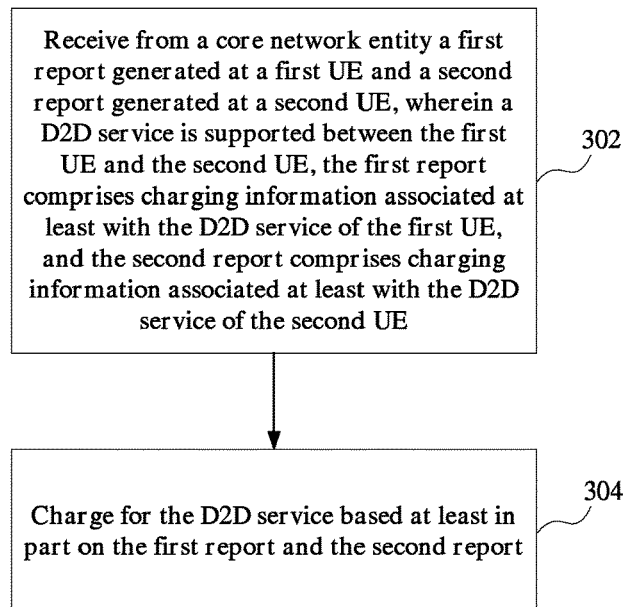 Receive from a core network entity a first
report generated at a first UE and a second
report generated at a second UE, wherein a
D2D service is supported between the first
UE and the second UE, the first report
comprises charging information associated at
least with the D2D service of the first UE,
and the second report comprises charging
information associated at least with the D2D
service of the second UE
302
Charge for the D2D service based at least in
part on the first report and the second report
304